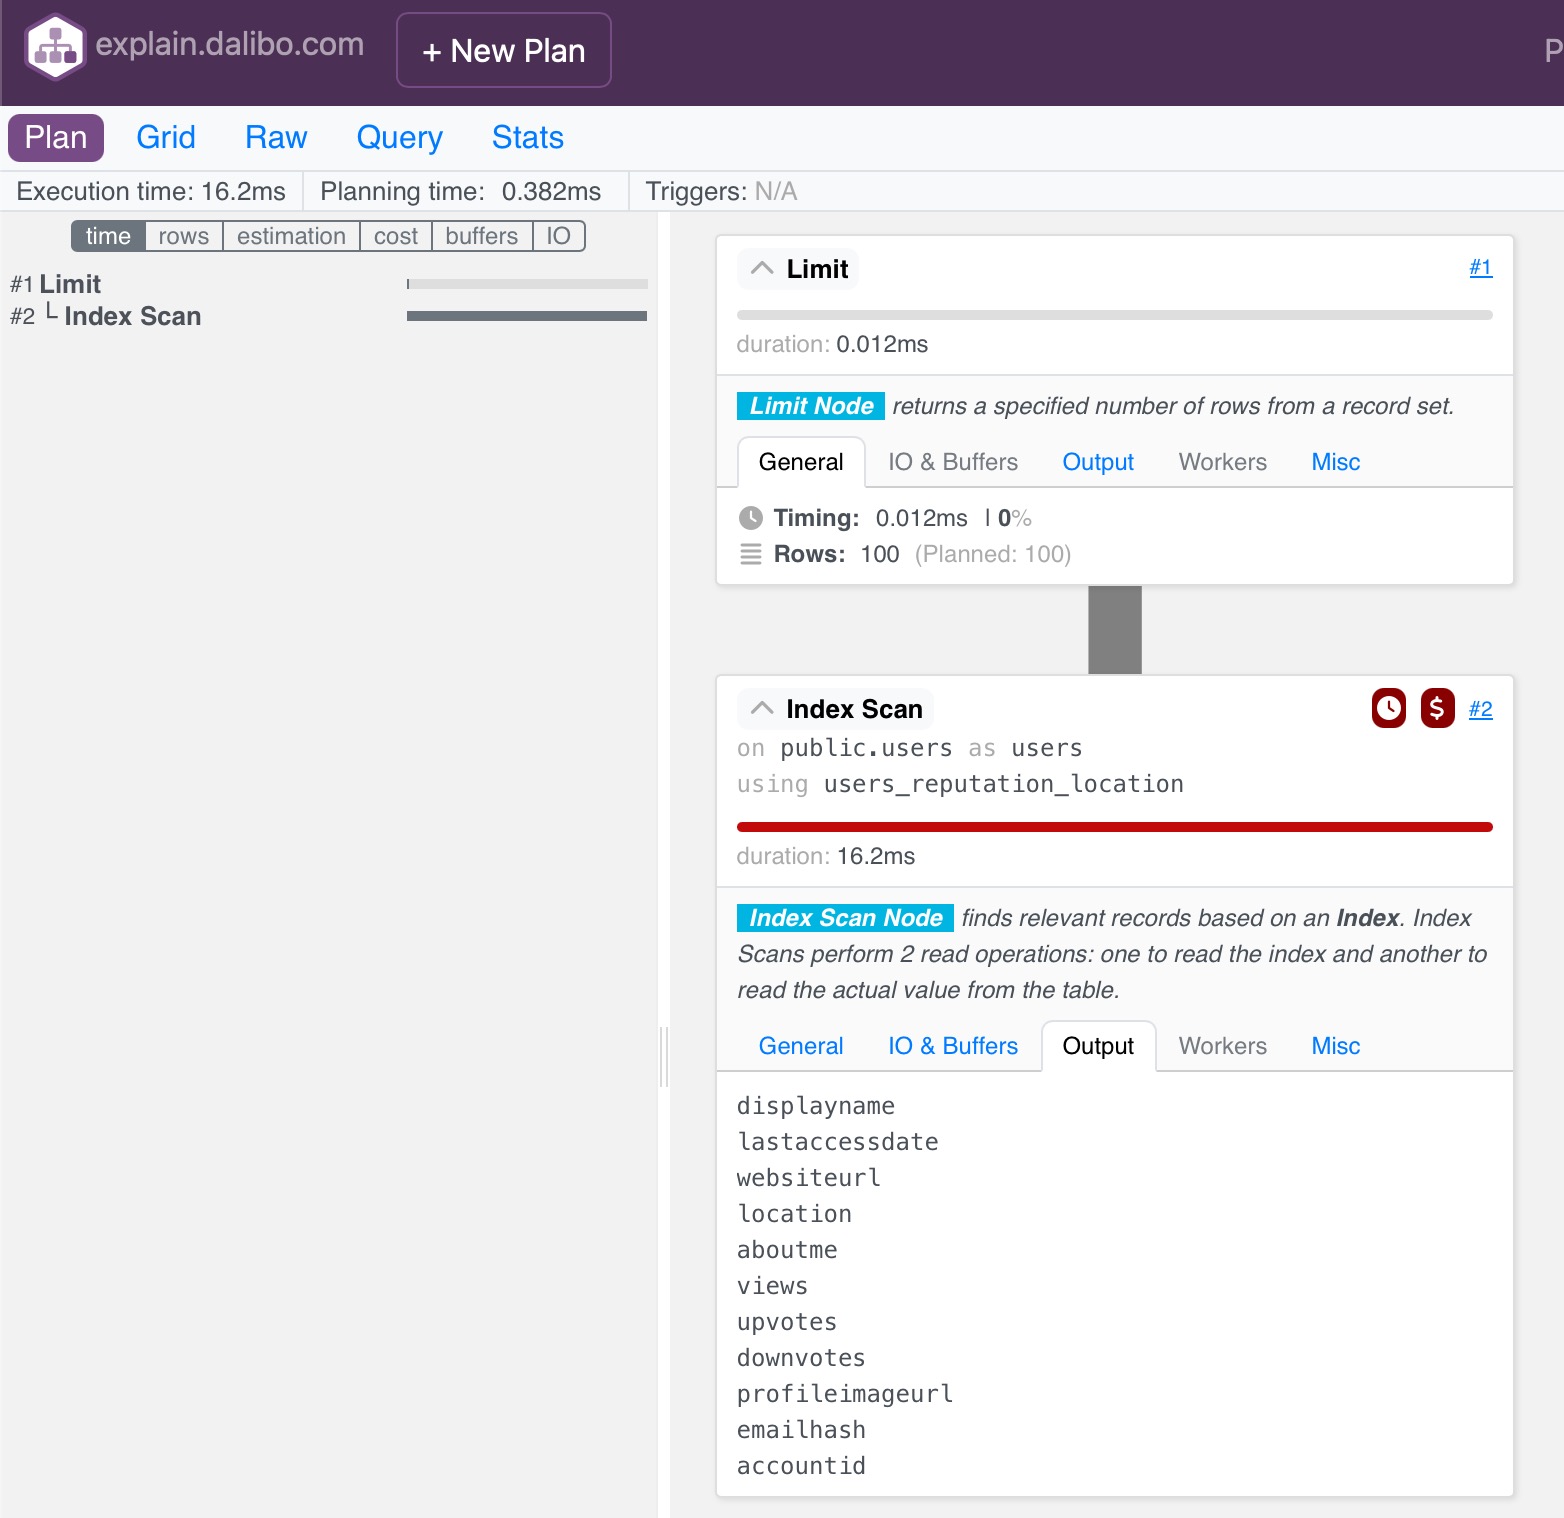 explain.dalibo.com
+ New Plan
P
Plan Grid Raw Query Stats
Execution time: 16.2ms Planning time: 0.382ms Triggers: N/A
time rows estimation cost buffers IO
#1 Limit
#2 └ Index Scan
Limit #1
duration: 0.012ms
Limit Node returns a specified number of rows from a record set.
General IO & Buffers Output Workers Misc
Timing: 0.012ms | 0%
Rows: 100 (Planned: 100)
Index Scan $ #2
on public.users as users
using users_reputation_location
duration: 16.2ms
Index Scan Node finds relevant records based on an Index. Index
Scans perform 2 read operations: one to read the index and another to
read the actual value from the table.
General IO & Buffers Output Workers Misc
displayname
lastaccessdate
websiteurl
location
aboutme
views
upvotes
downvotes
profileimageurl
emailhash
accountid